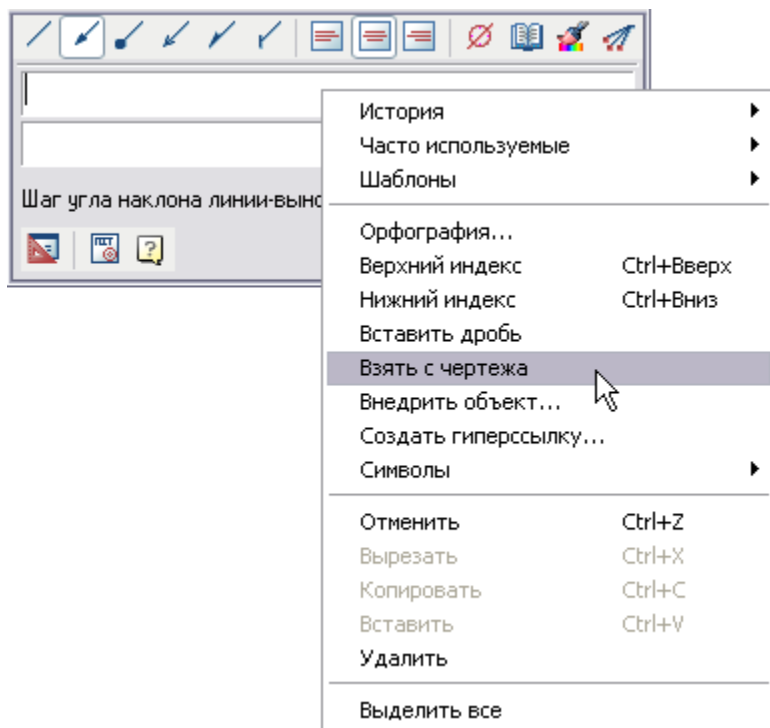 История
Часто используемые
Шаблоны
Шаг угла наклона линии-выно
Орфография...
Верхний индекс Ctrl+Вверх
Нижний индекс Ctrl+Вниз
Вставить дробь
Взять с чертежа
Внедрить объект...
Создать гиперссылку...
Символы
Отменить Ctrl+Z
Вырезать Ctrl+X
Копировать Ctrl+C
Вставить Ctrl+V
Удалить
Выделить все